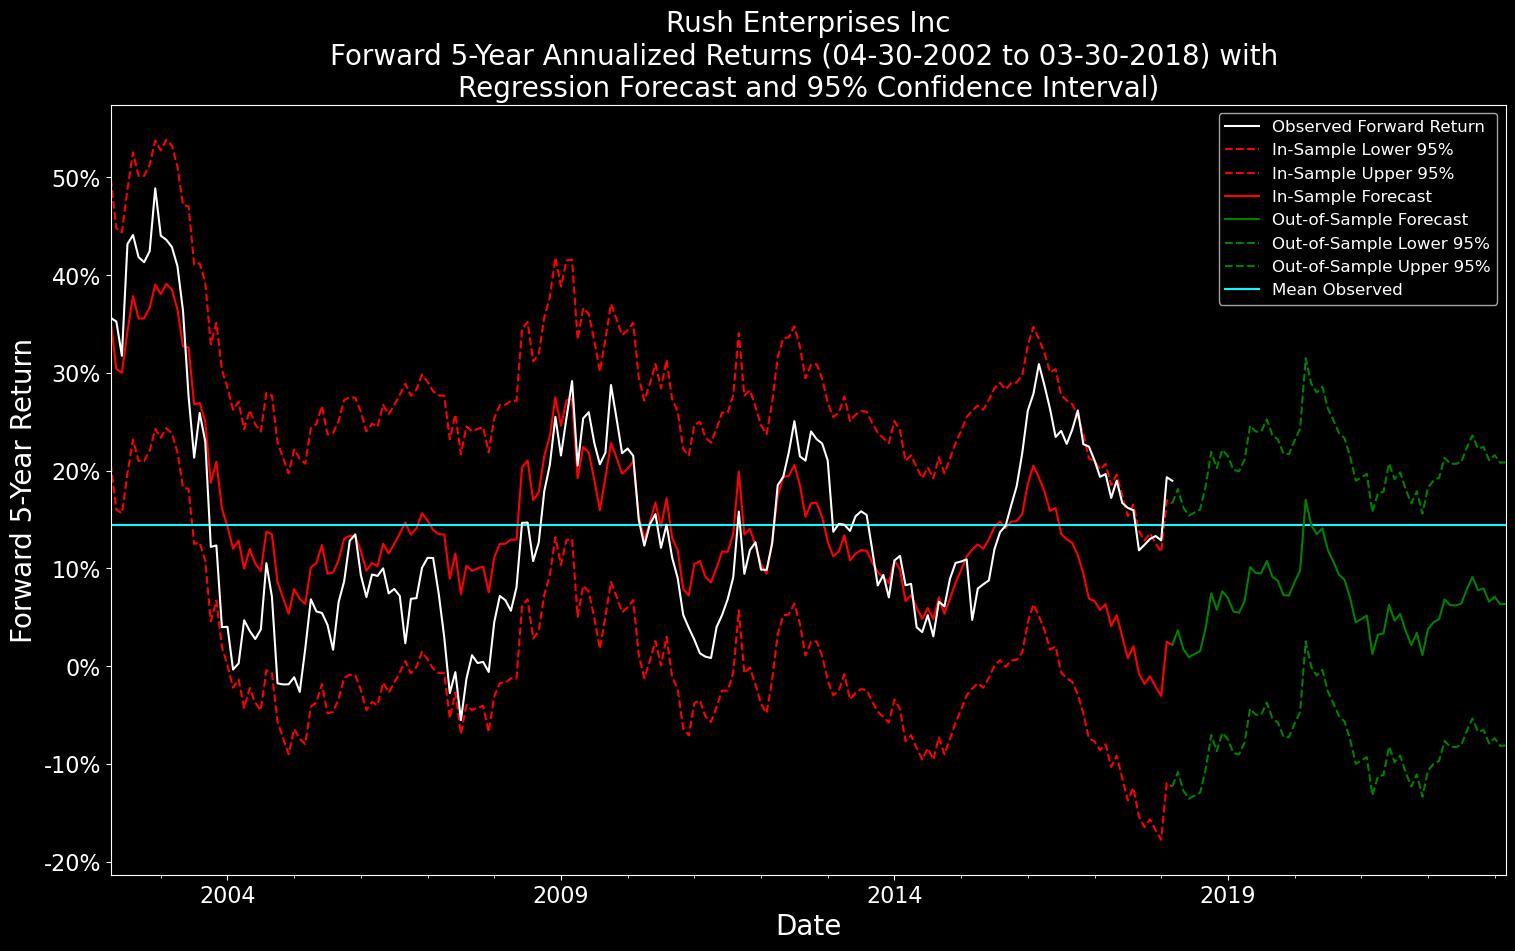 Rush Enterprises Inc
Forward 5-Year Annualized Returns (04-30-2002 to 03-30-2018) with
Regression Forecast and 95% Confidence Interval)
Observed Forward Return
In-Sample Lower 95%
In-Sample Upper 95%
In-Sample Forecast
Out-of-Sample Forecast
Out-of-Sample Lower 95%
Out-of-Sample Upper 95%
Mean Observed
Forward 5-Year Return
50%
40%
30%
20%
10%
0%
-10%
-20%
2004
2009
2014
2019
Date